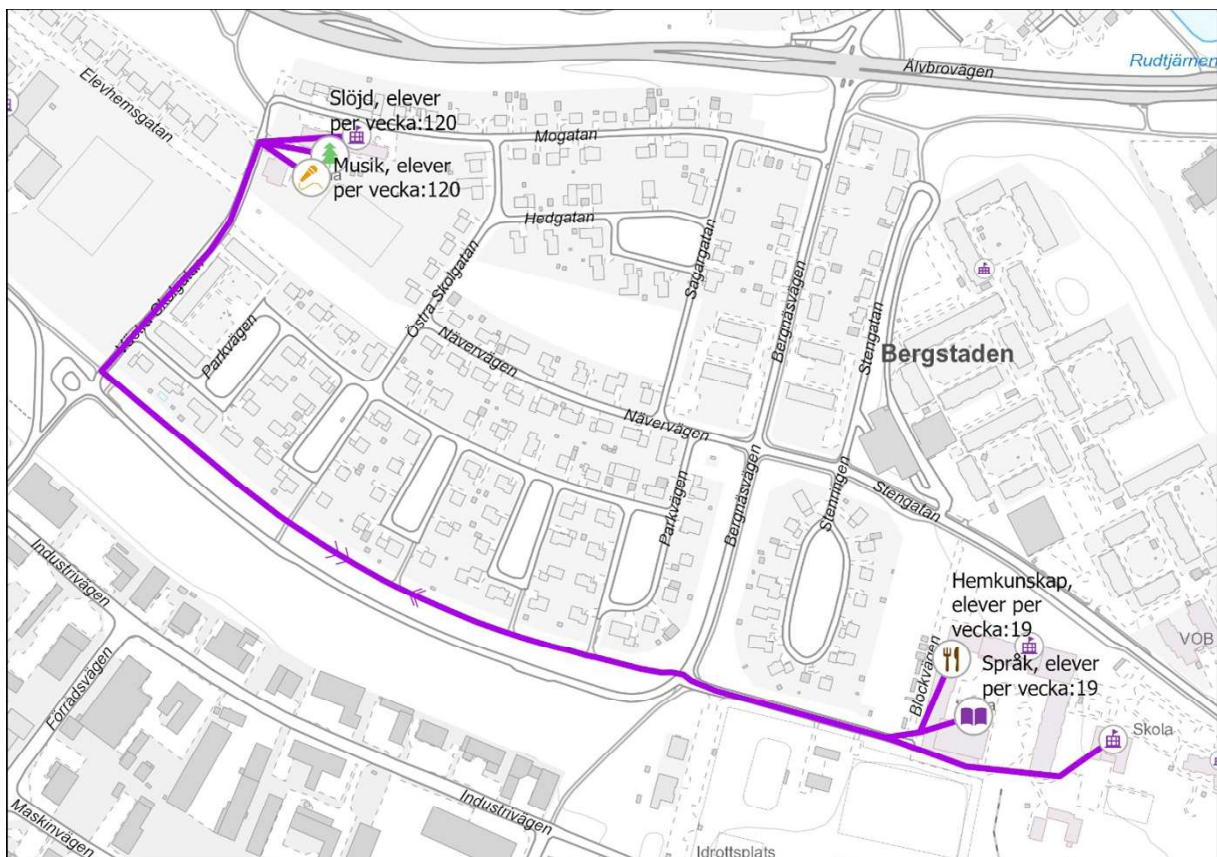 Älvbrovägen
Rudtjärnen
Elevhemsgatan
Slöjd, elever
per vecka:120
Mogatan
Musik, elever
per vecka:120
Hedgatan
Sågargatan
Östra Skolgatan
Bergnäsvägen
Stengatan
Skolgatan
Parkvägen
Bergstaden
Nävervägen
Nävervägen
Parkvägen
Bergnäsvägen
Stenringen
Stengatan
Industrivägen
Hemkunskap,
elever per
vecka:19
VOB
Språk, elever
per vecka:19
Blockvägen
Förrådsvägen
Skola
Industrivägen
Maskinvägen
Idrottsplats